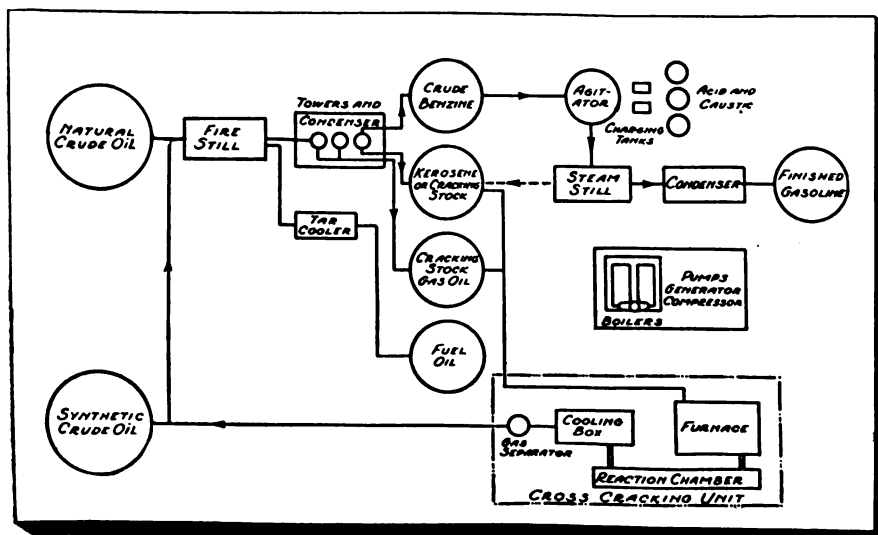 NATURAL
CRUDE OIL
FIRE
STILL
TOWERS AND
CONDENSER
CRUDE
BENZINE
AGIT-
ATOR
ACID AND
CAUSTIC
CHARGING
TANKS
KEROSENE
OR CRACKING
STOCK
STEAM
STILL
CONDENSER
FINISHED
GASOLINE
TAR
COOLER
CRACKING
STOCK
GAS OIL
PUMPS
GENERATOR
COMPRESSOR
BOILERS
FUEL
OIL
SYNTHETIC
CRUDE OIL
GAS
SEPARATOR
COOLING
BOX
FURNACE
REACTION CHAMBER
CROSS CRACKING UNIT